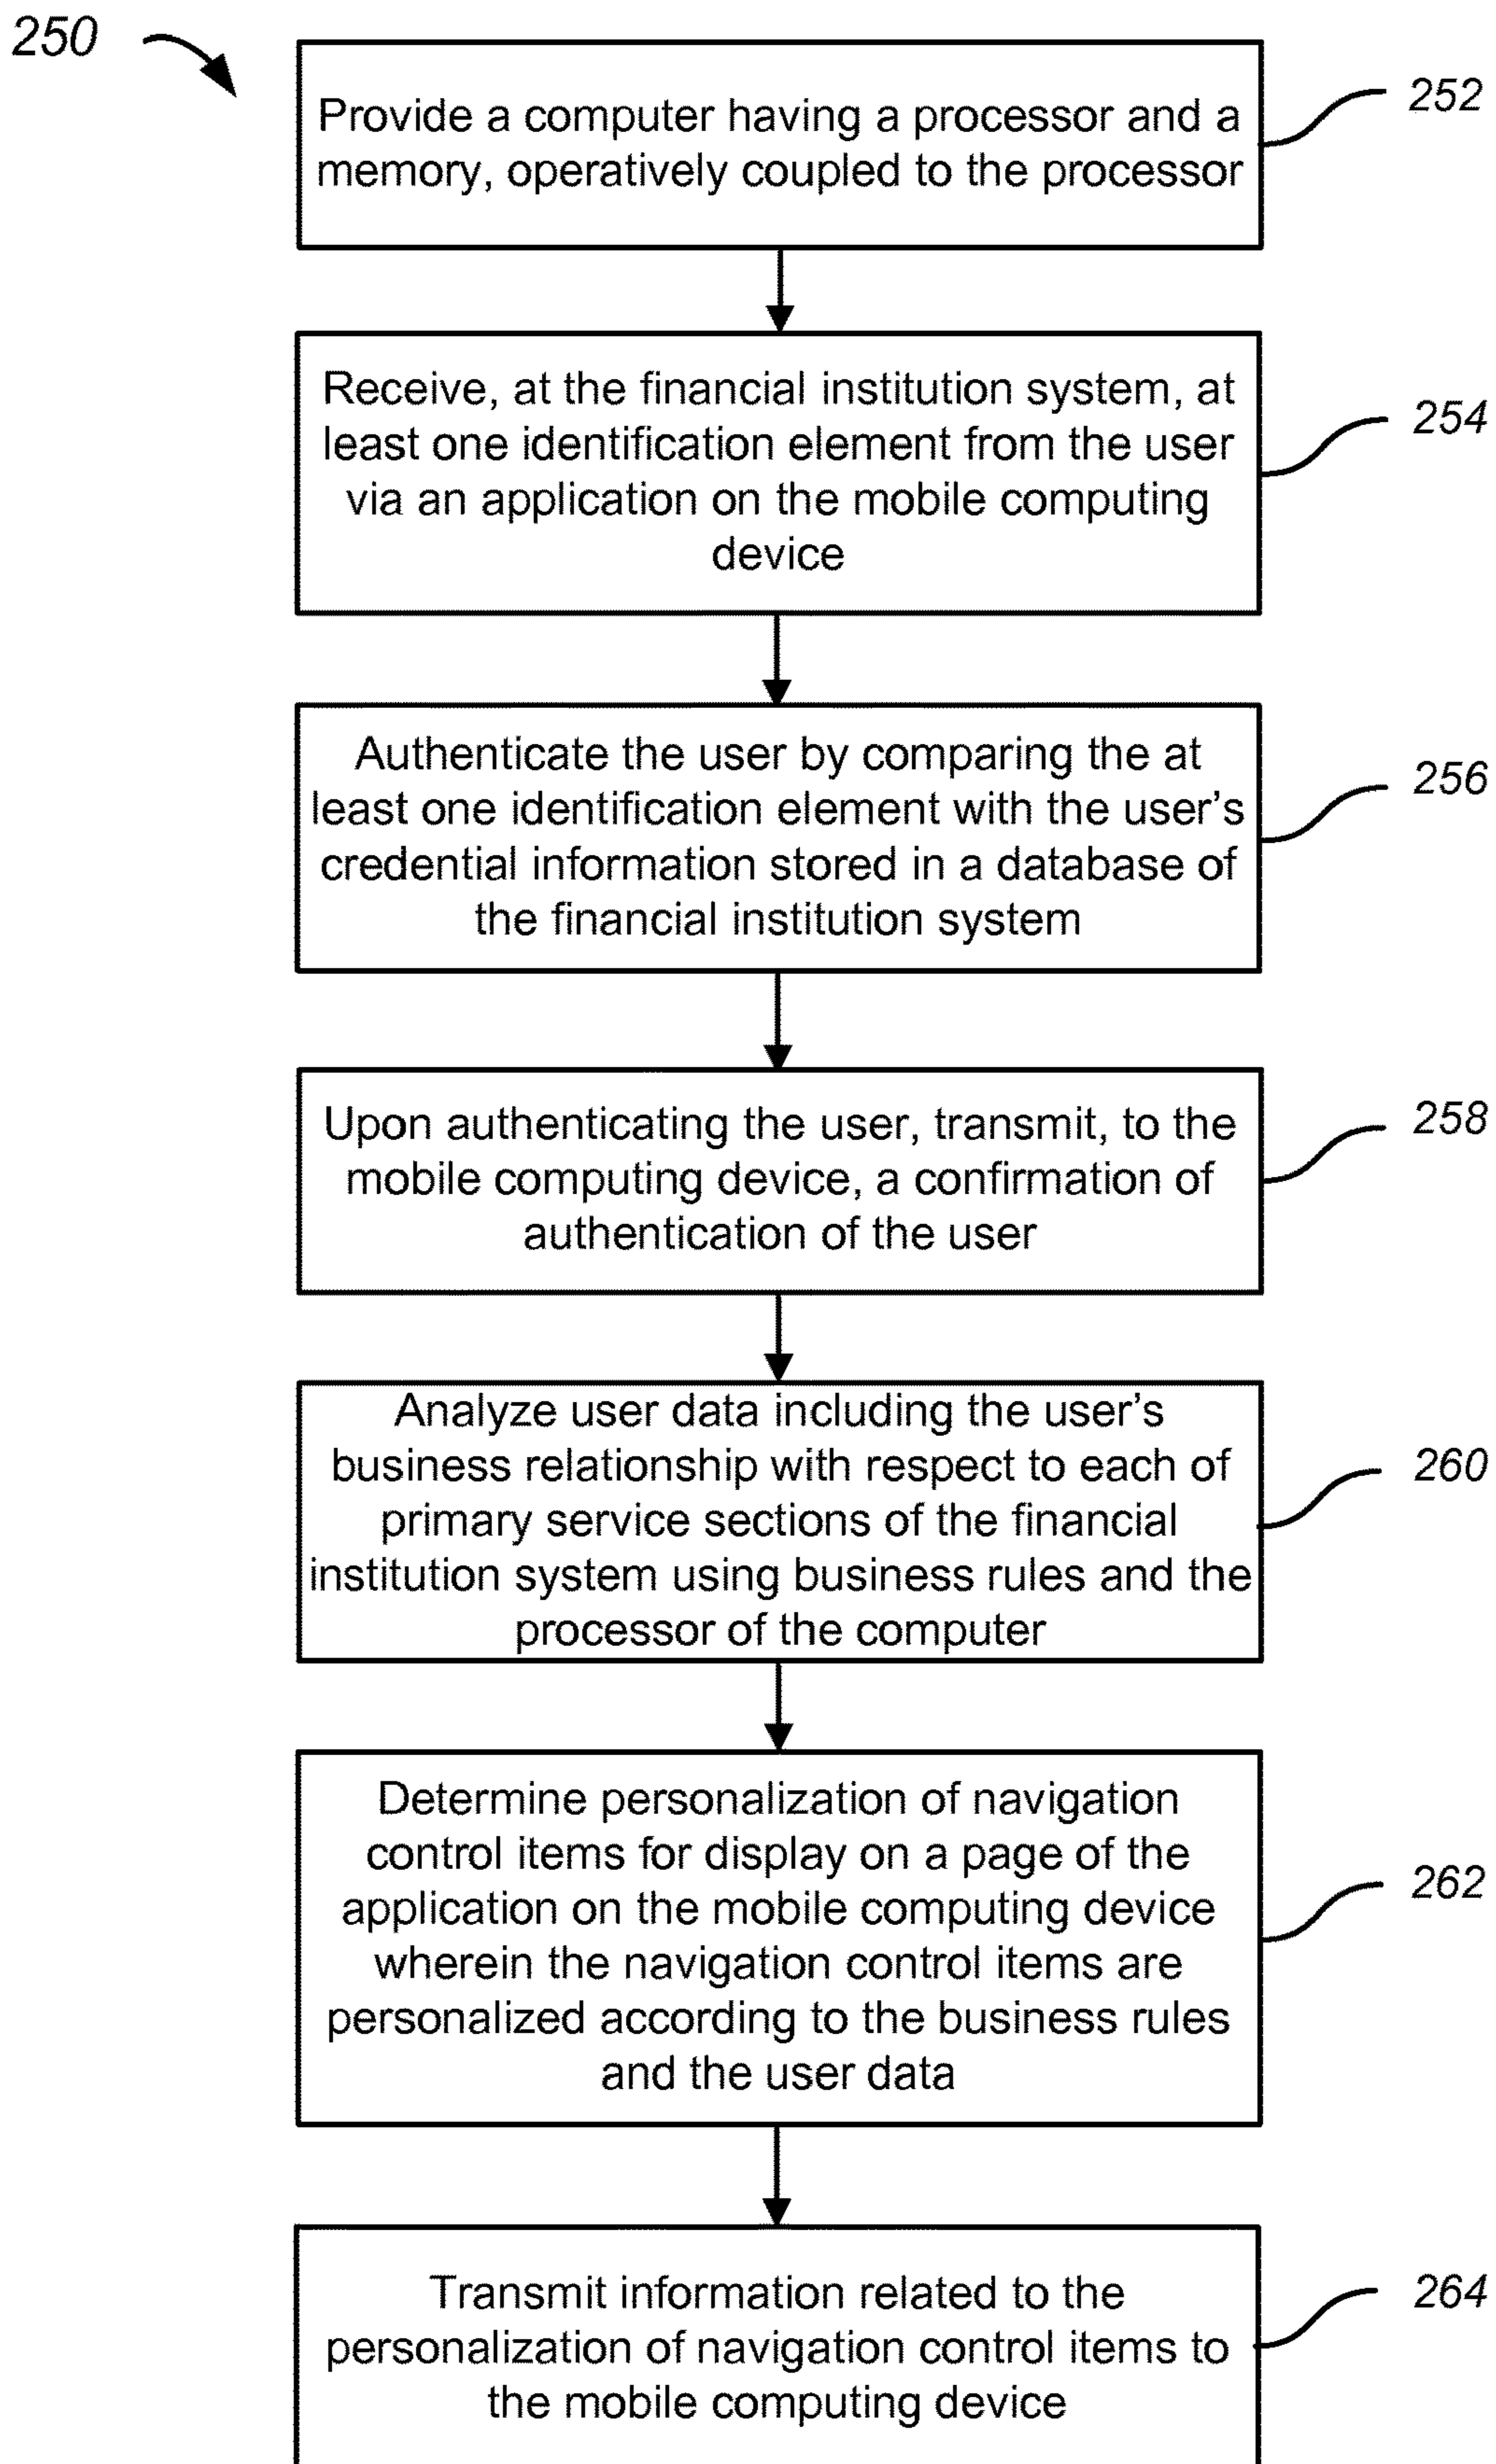 250
Provide a computer having a processor and a
memory, operatively coupled to the processor
252
Receive, at the financial institution system, at
least one identification element from the user
via an application on the mobile computing
device
254
Authenticate the user by comparing the at
least one identification element with the user's
credential information stored in a database of
the financial institution system
256
Upon authenticating the user, transmit, to the
mobile computing device, a confirmation of
authentication of the user
258
Analyze user data including the user's
business relationship with respect to each of
primary service sections of the financial
institution system using business rules and the
processor of the computer
260
Determine personalization of navigation
control items for display on a page of the
application on the mobile computing device
wherein the navigation control items are
personalized according to the business rules
and the user data
262
Transmit information related to the
personalization of navigation control items to
the mobile computing device
264